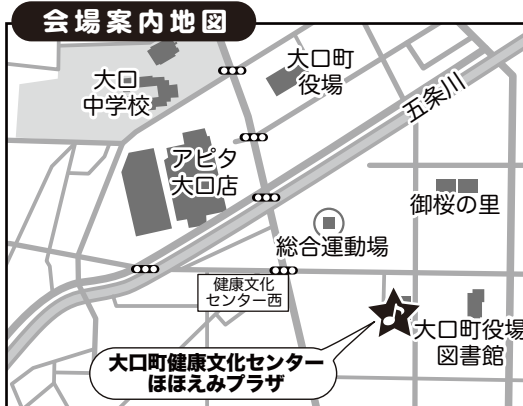 会場案内地図
大口
中学校
大口町
役場
五条川
アピタ
大口店
御桜の里
総合運動場
健康文化
センター西
大口町役場
図書館
大口町健康文化センター
ほほえみプラザ